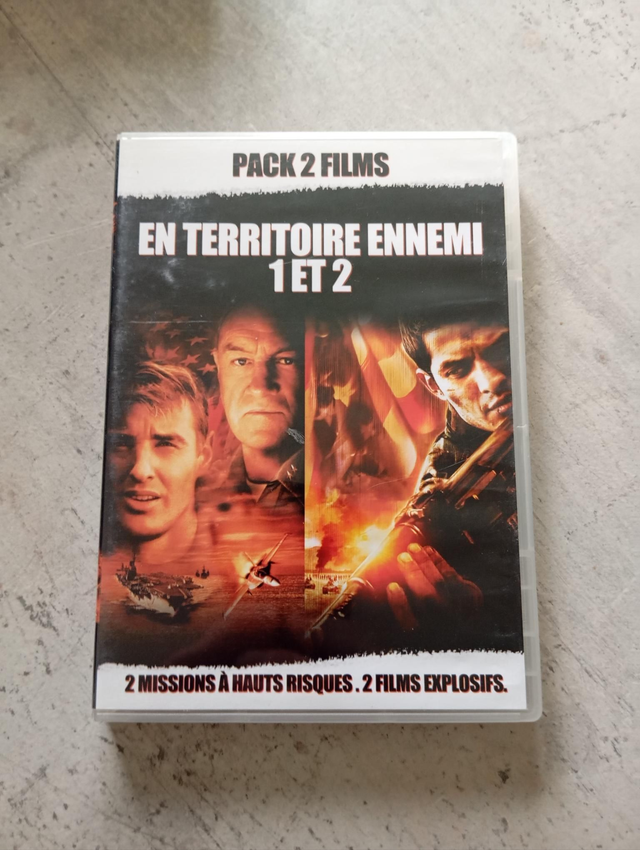 PACK 2 FILMS
EN TERRITOIRE ENNEMI
1 ET 2
2 MISSIONS À HAUTS RISQUES . 2 FILMS EXPLOSIFS.